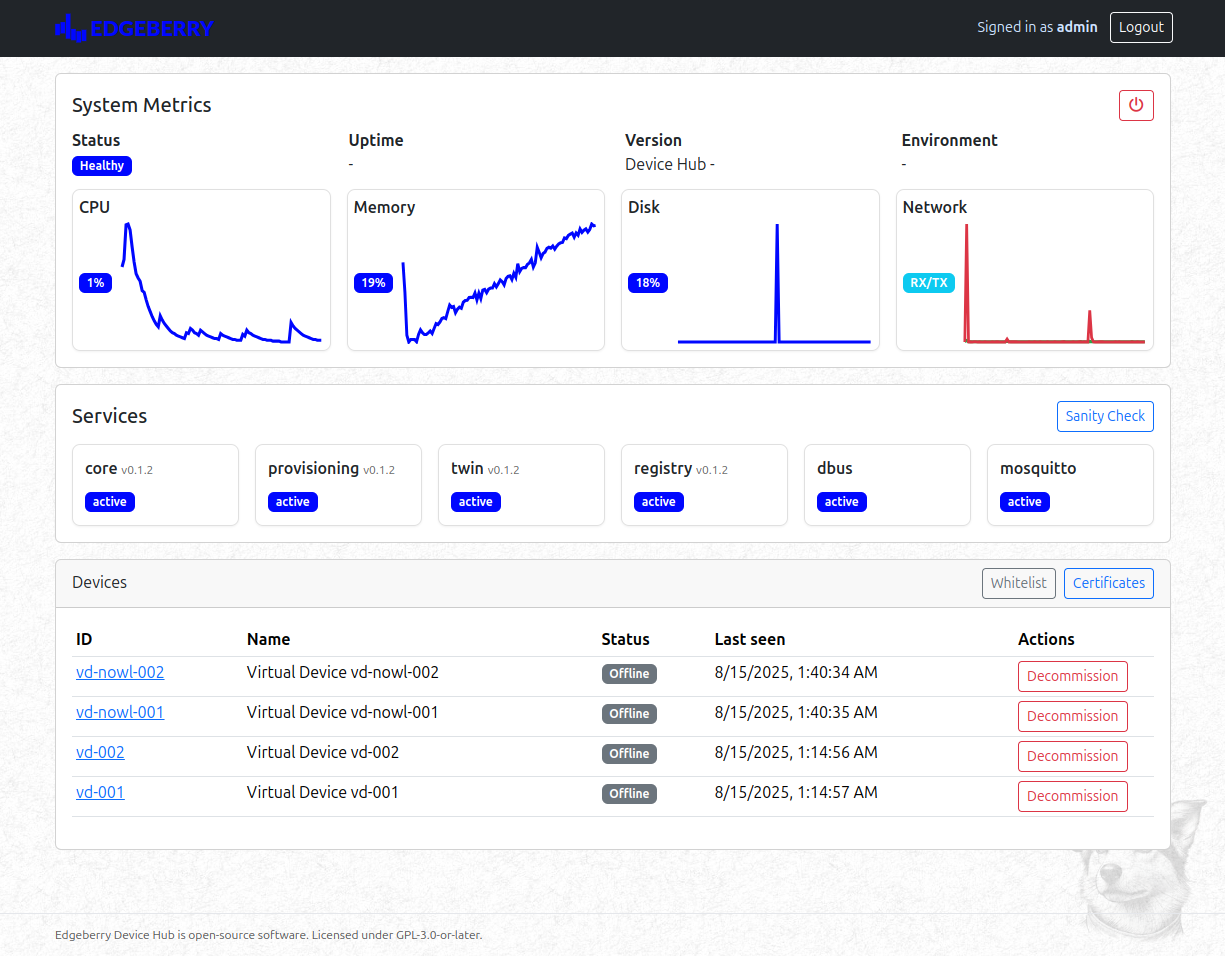 EDGEBERRY
Signed in as admin Logout
System Metrics
Status Uptime Version Environment
Healthy - Device Hub - -
CPU Memory Disk Network
1% 19% 18% RX/TX
Services Sanity Check
core v0.1.2 provisioning v0.1.2 twin v0.1.2 registry v0.1.2 dbus mosquitto
active active active active active active
Devices Whitelist Certificates
ID Name Status Last seen Actions
vd-nowl-002 Virtual Device vd-nowl-002 Offline 8/15/2025, 1:40:34 AM Decommission
vd-nowl-001 Virtual Device vd-nowl-001 Offline 8/15/2025, 1:40:35 AM Decommission
vd-002 Virtual Device vd-002 Offline 8/15/2025, 1:14:56 AM Decommission
vd-001 Virtual Device vd-001 Offline 8/15/2025, 1:14:57 AM Decommission
Edgeberry Device Hub is open-source software. Licensed under GPL-3.0-or-later.